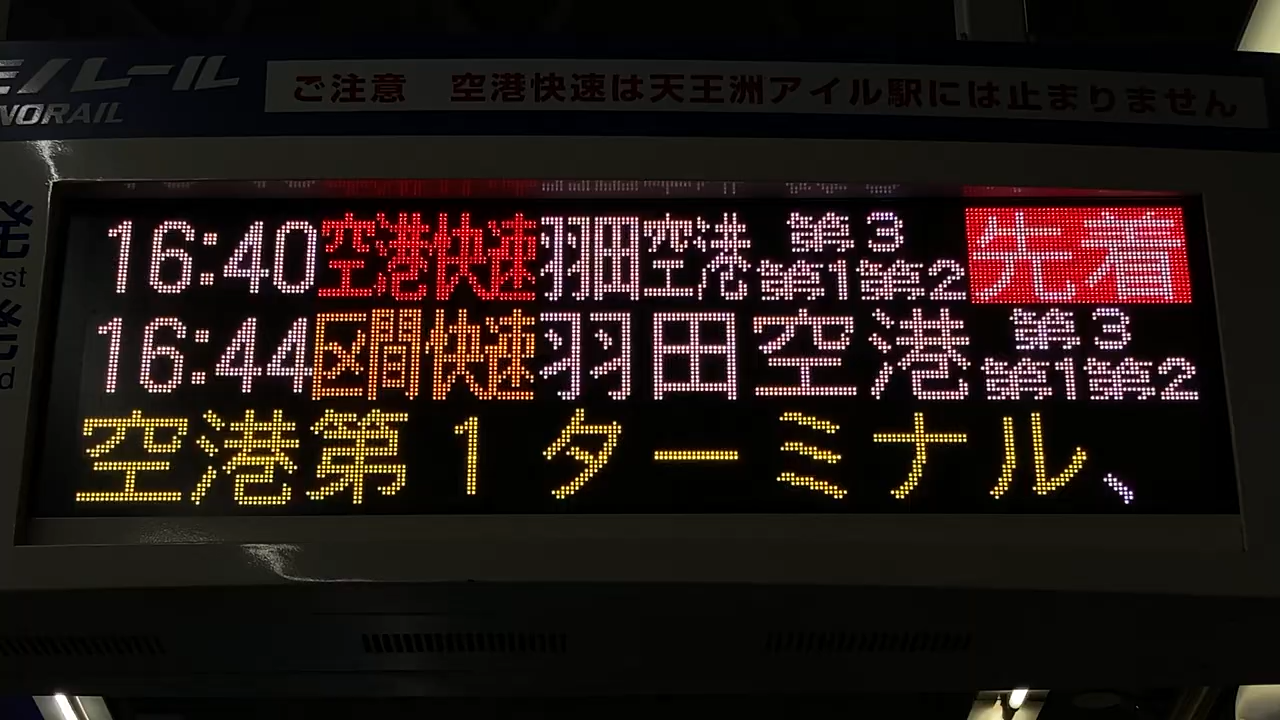 モノレール
NORAIL
ご注意 空港快速は天王洲アイル駅には止まりません
16:40 空港快速 羽田空港 第3 第1第2 先着
16:44 区間快速 羽田空港 第3 第1第2
空港第1ターミナル、
発
rst